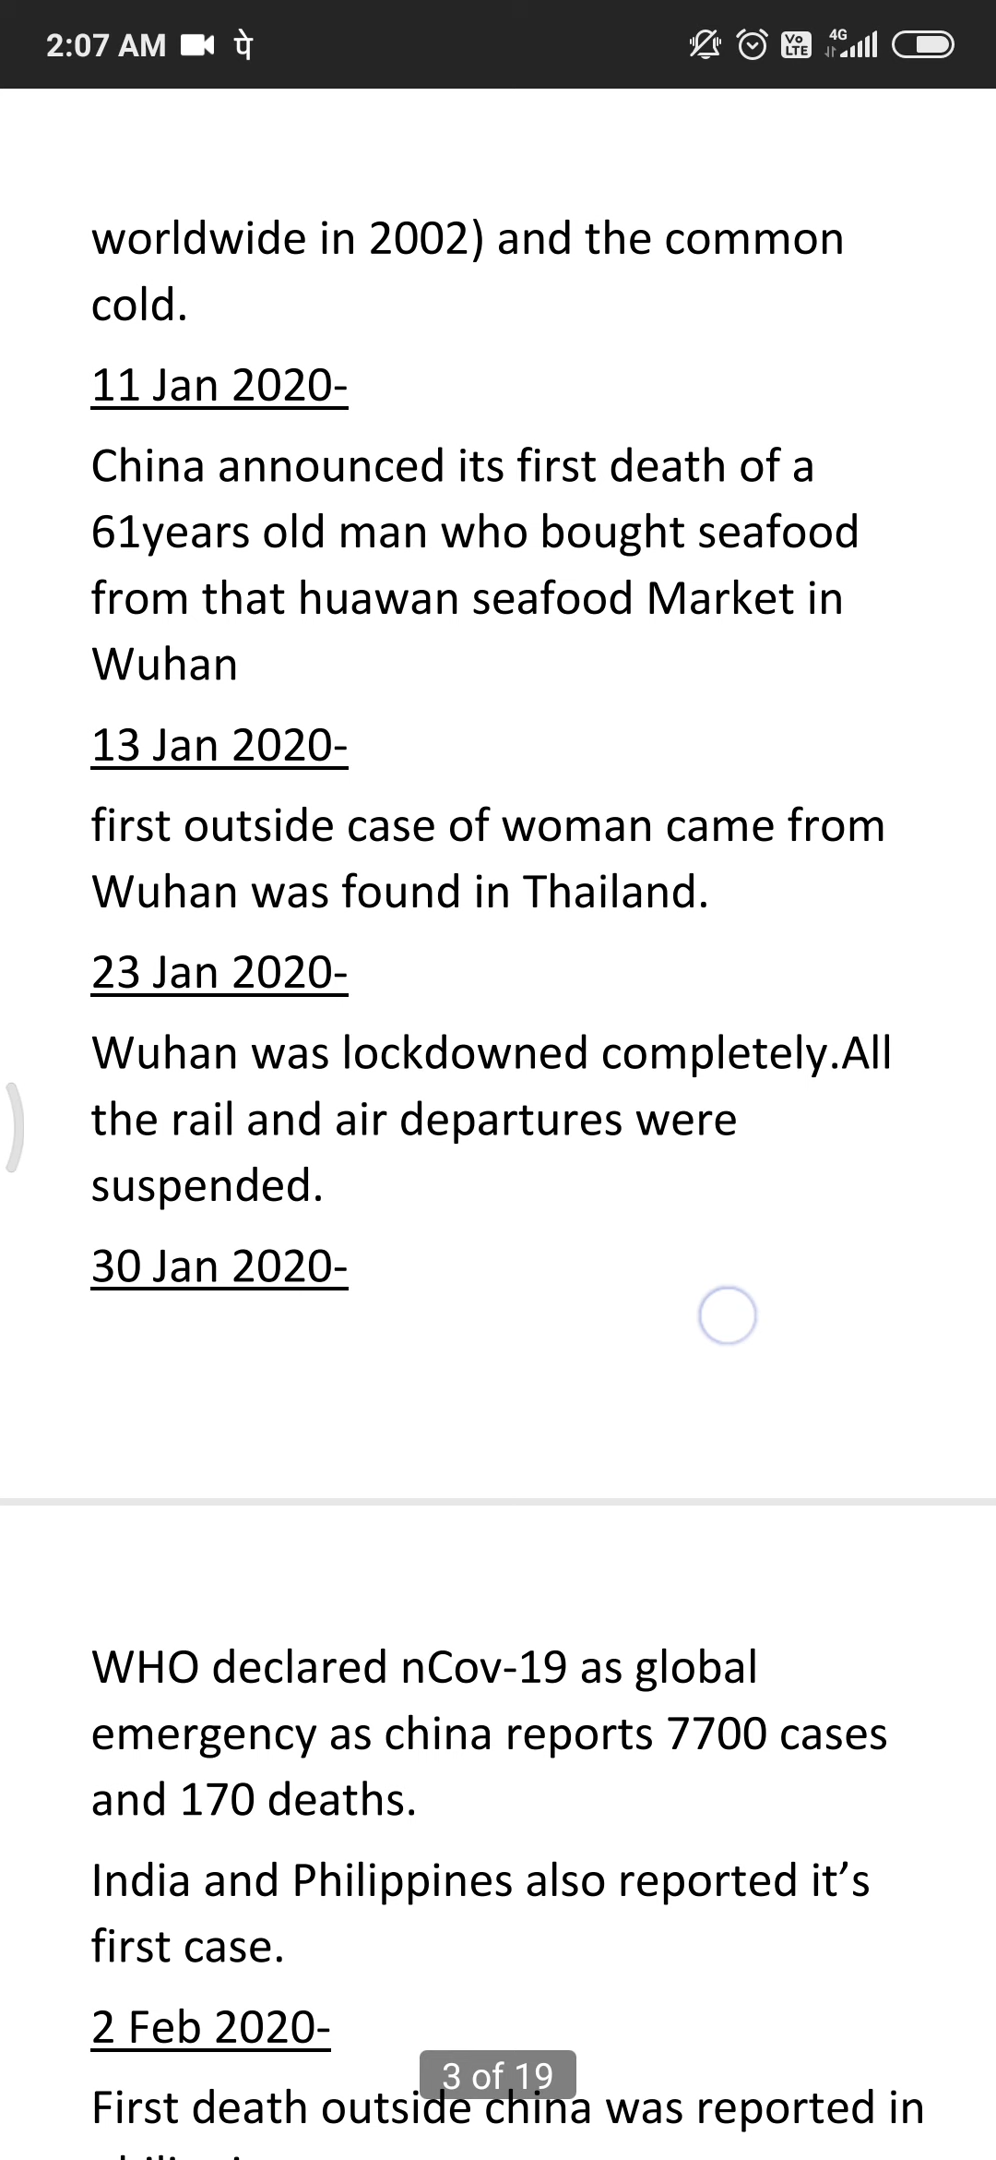 2:07 AM पे Vo LTE 4G
worldwide in 2002) and the common
cold.
11 Jan 2020-
China announced its first death of a
61years old man who bought seafood
from that huawan seafood Market in
Wuhan
13 Jan 2020-
first outside case of woman came from
Wuhan was found in Thailand.
23 Jan 2020-
Wuhan was lockdowned completely.All
the rail and air departures were
suspended.
30 Jan 2020-
WHO declared nCov-19 as global
emergency as china reports 7700 cases
and 170 deaths.
India and Philippines also reported it’s
first case.
2 Feb 2020-
3 of 19
First death outside china was reported in